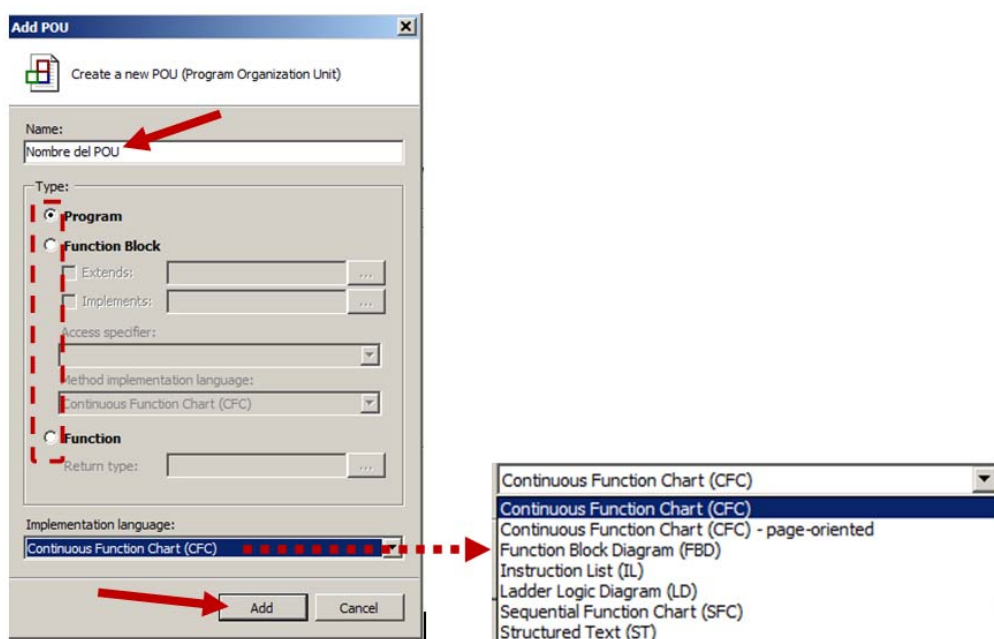 Add POU
Create a new POU (Program Organization Unit)
Name:
Nombre del POU
Type:
Program
Function Block
Extends:
...
Implements:
...
Access specifier:
Method implementation language:
Continuous Function Chart (CFC)
Function
Return type:
...
Implementation language:
Continuous Function Chart (CFC)
Add Cancel
Continuous Function Chart (CFC)
Continuous Function Chart (CFC)
Continuous Function Chart (CFC) - page-oriented
Function Block Diagram (FBD)
Instruction List (IL)
Ladder Logic Diagram (LD)
Sequential Function Chart (SFC)
Structured Text (ST)